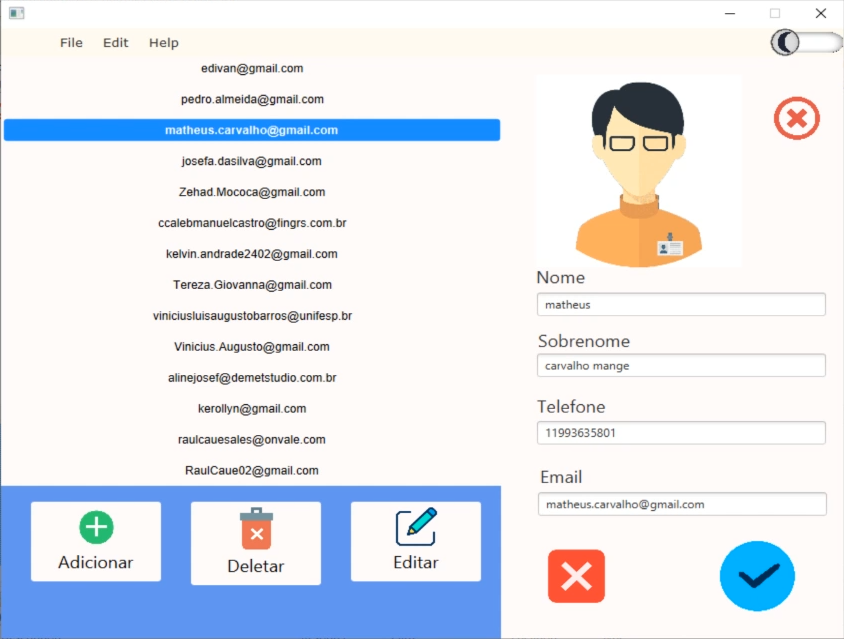 File Edit Help
edivan@gmail.com
pedro.almeida@gmail.com
matheus.carvalho@gmail.com
josefa.dasilva@gmail.com
Zehad.Mococa@gmail.com
ccalebmanuelcastro@fingrs.com.br
kelvin.andrade2402@gmail.com
Tereza.Giovanna@gmail.com
viniciusluisaugustobarros@unifesp.br
Vinicius.Augusto@gmail.com
alinejosef@demetstudio.com.br
kerollyn@gmail.com
raulcauesales@onvale.com
RaulCaue02@gmail.com
Adicionar
Deletar
Editar
Nome
matheus
Sobrenome
carvalho mange
Telefone
11993635801
Email
matheus.carvalho@gmail.com